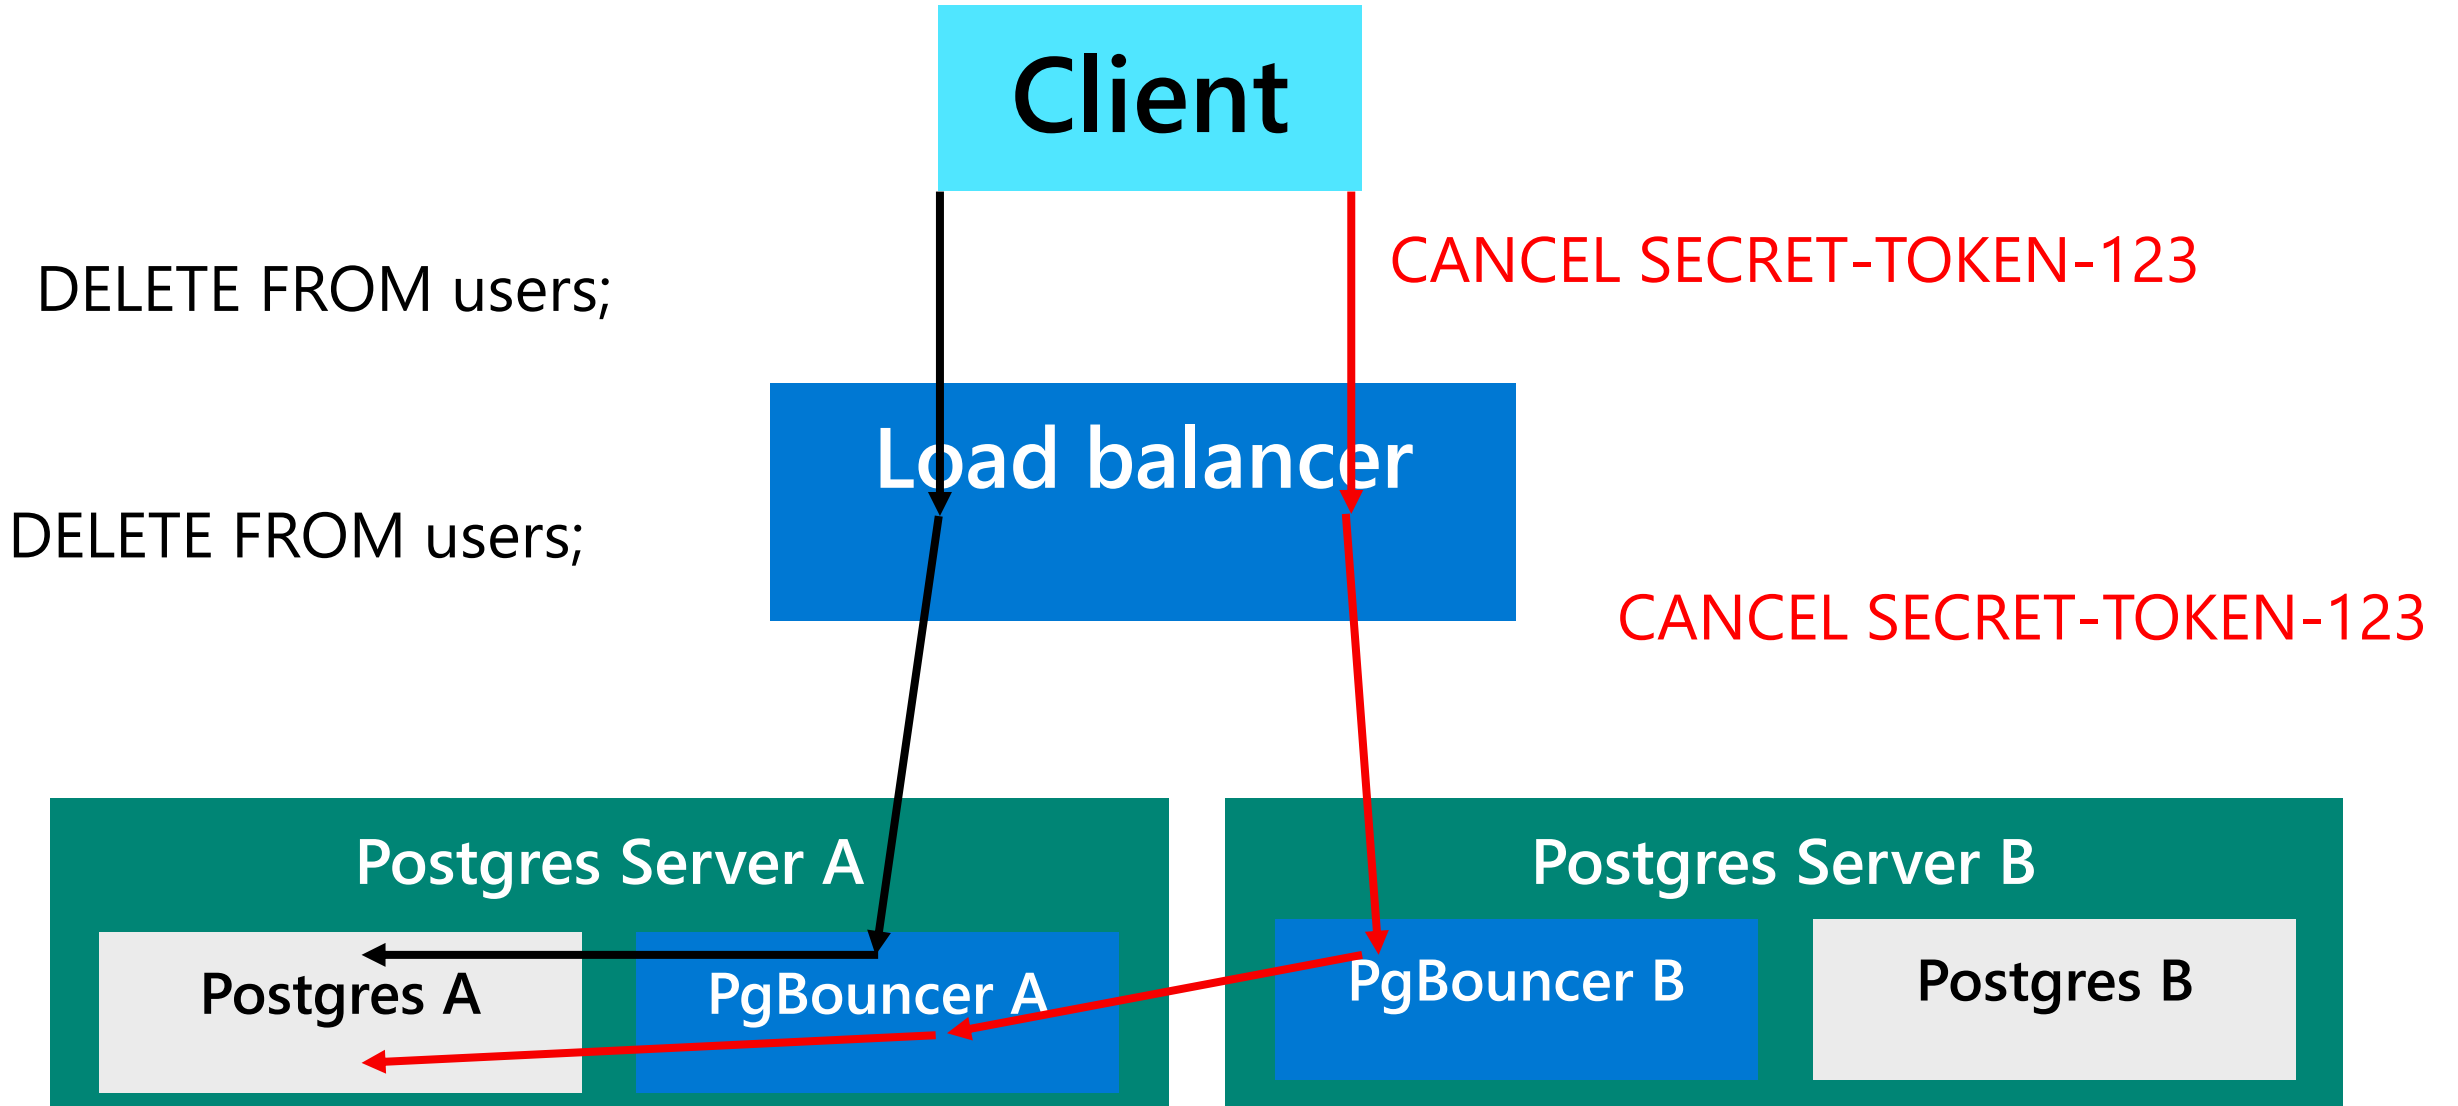 Client
CANCEL SECRET-TOKEN-123
DELETE FROM users;
Load balancer
DELETE FROM users;
CANCEL SECRET-TOKEN-123
Postgres Server A
Postgres Server B
Postgres A
PgBouncer A
PgBouncer B
Postgres B